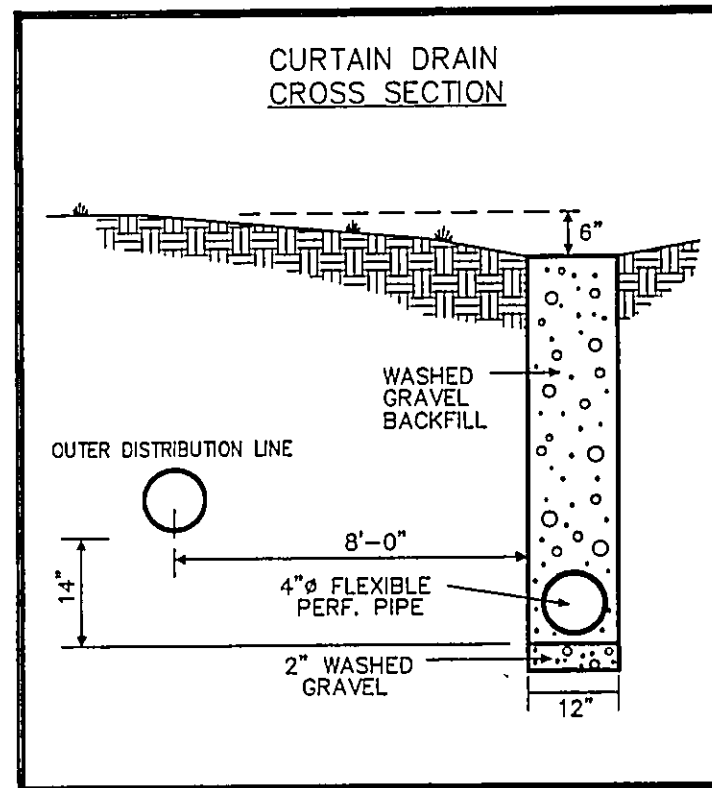 CURTAIN DRAIN
CROSS SECTION
6"
WASHED
GRAVEL
BACKFILL
OUTER DISTRIBUTION LINE
8'-0"
14"
4"ø FLEXIBLE
PERF. PIPE
2" WASHED
GRAVEL
12"